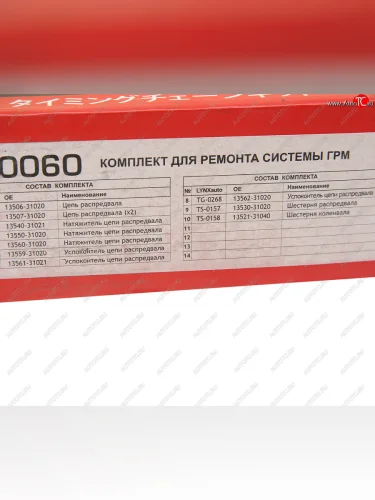 タイミングチェーンキット
0060 КОМПЛЕКТ ДЛЯ РЕМОНТА СИСТЕМЫ ГРМ
СОСТАВ КОМПЛЕКТА
OE Наименование
13506-31020 Цепь распредвала
13507-31020 Цепь распредвала (x2)
13540-31021 Натяжитель цепи распредвала
13550-31020 Натяжитель цепи распредвала
13560-31020 Натяжитель цепи распредвала
13559-31020 Успокоитель цепи распредвала
13561-31021 Успокоитель цепи распредвала
СОСТАВ КОМПЛЕКТА
№ LYNXauto OE Наименование
8 TG-0268 13562-31020 Успокоитель цепи распредвала
9 TS-0157 13530-31020 Шестерня распредвала
10 TS-0158 13521-31040 Шестерня коленвала
11
12
13
14